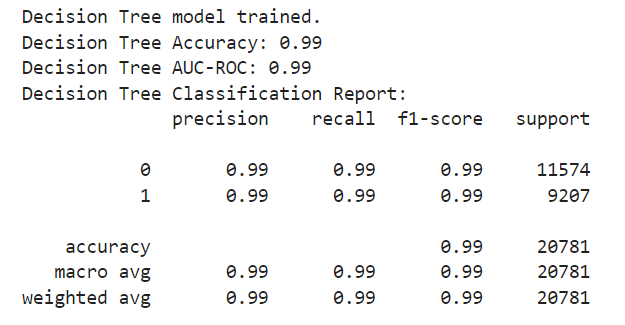 Decision Tree model trained.
Decision Tree Accuracy: 0.99
Decision Tree AUC-ROC: 0.99
Decision Tree Classification Report:
precision recall f1-score support
0 0.99 0.99 0.99 11574
1 0.99 0.99 0.99 9207
accuracy 0.99 20781
macro avg 0.99 0.99 0.99 20781
weighted avg 0.99 0.99 0.99 20781